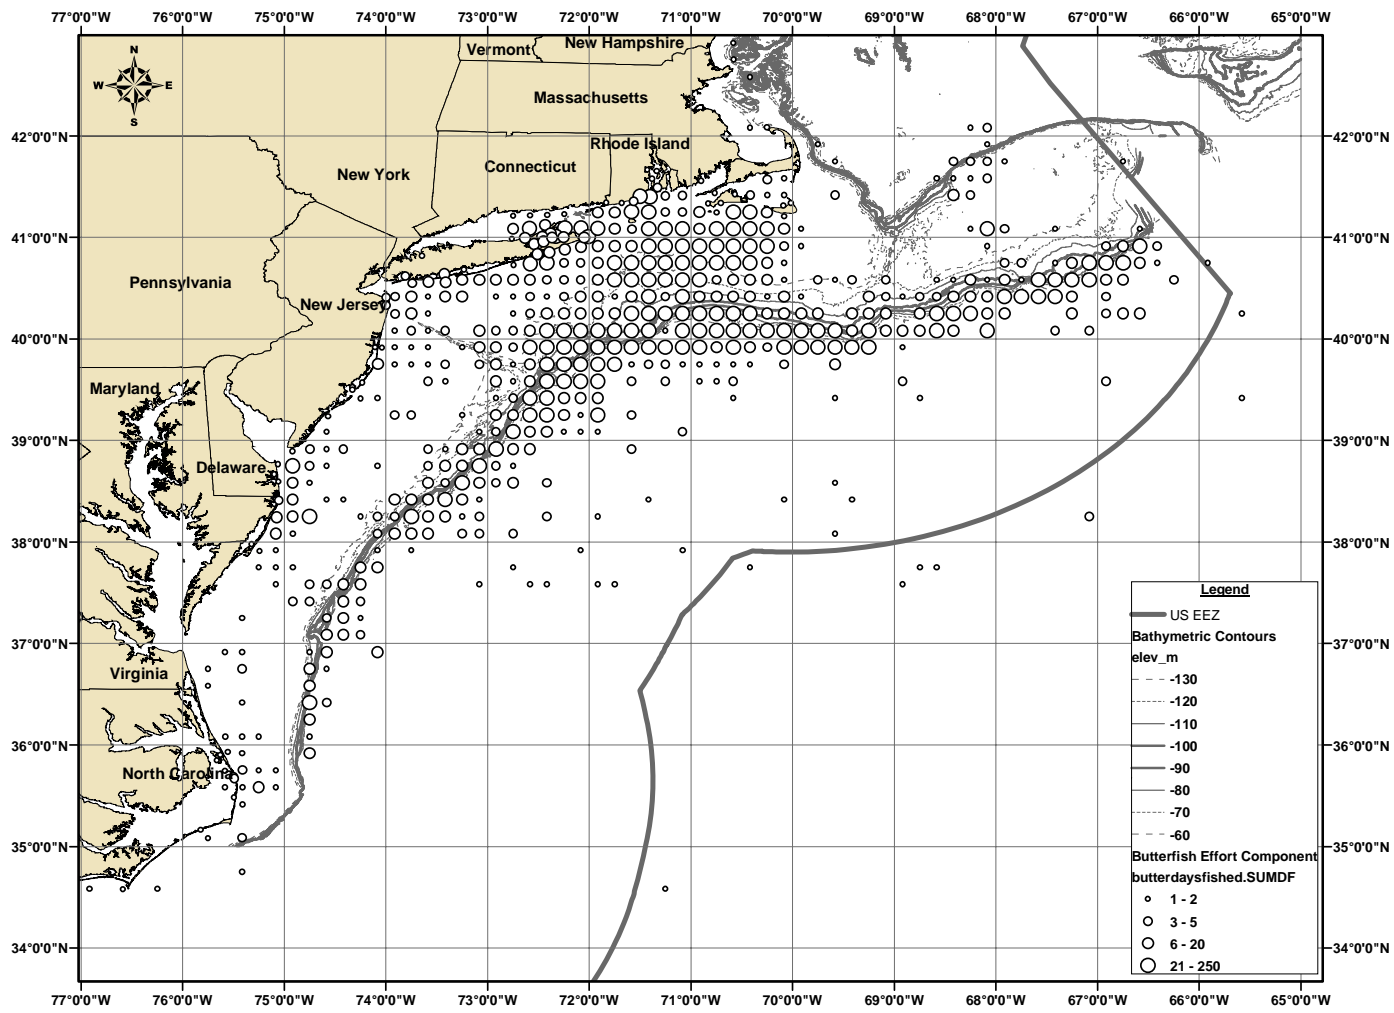 77°0'0"W 76°0'0"W 75°0'0"W 74°0'0"W 73°0'0"W 72°0'0"W 71°0'0"W 70°0'0"W 69°0'0"W 68°0'0"W 67°0'0"W 66°0'0"W 65°0'0"W
N
W E
S
Vermont
New Hampshire
Massachusetts
42°0'0"N 42°0'0"N
Rhode Island
Connecticut
New York
41°0'0"N 41°0'0"N
Pennsylvania
New Jersey
40°0'0"N 40°0'0"N
Maryland
39°0'0"N 39°0'0"N
Delaware
38°0'0"N 38°0'0"N
37°0'0"N 37°0'0"N
Virginia
36°0'0"N 36°0'0"N
North Carolina
35°0'0"N 35°0'0"N
34°0'0"N 34°0'0"N
Legend
US EEZ
Bathymetric Contours
elev_m
-130
-120
-110
-100
-90
-80
-70
-60
Butterfish Effort Component
butterdaysfished.SUMDF
1 - 2
3 - 5
6 - 20
21 - 250
77°0'0"W 76°0'0"W 75°0'0"W 74°0'0"W 73°0'0"W 72°0'0"W 71°0'0"W 70°0'0"W 69°0'0"W 68°0'0"W 67°0'0"W 66°0'0"W 65°0'0"W